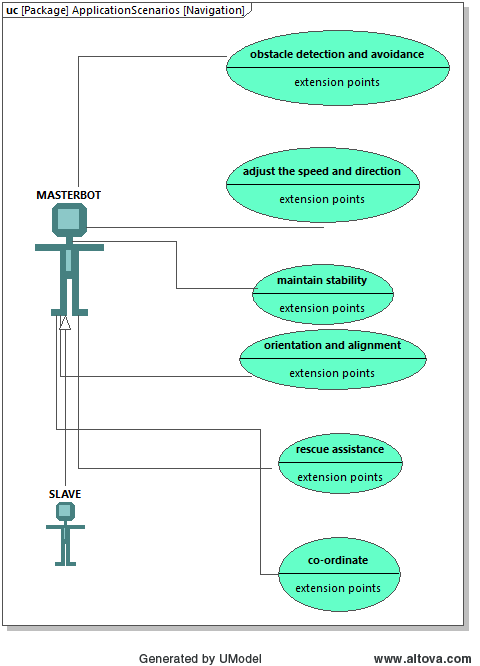 uc [Package] ApplicationScenarios [Navigation]
obstacle detection and avoidance
extension points
adjust the speed and direction
extension points
MASTERBOT
maintain stability
extension points
orientation and alignment
extension points
rescue assistance
extension points
SLAVE
co-ordinate
extension points
Generated by UModel
www.altova.com